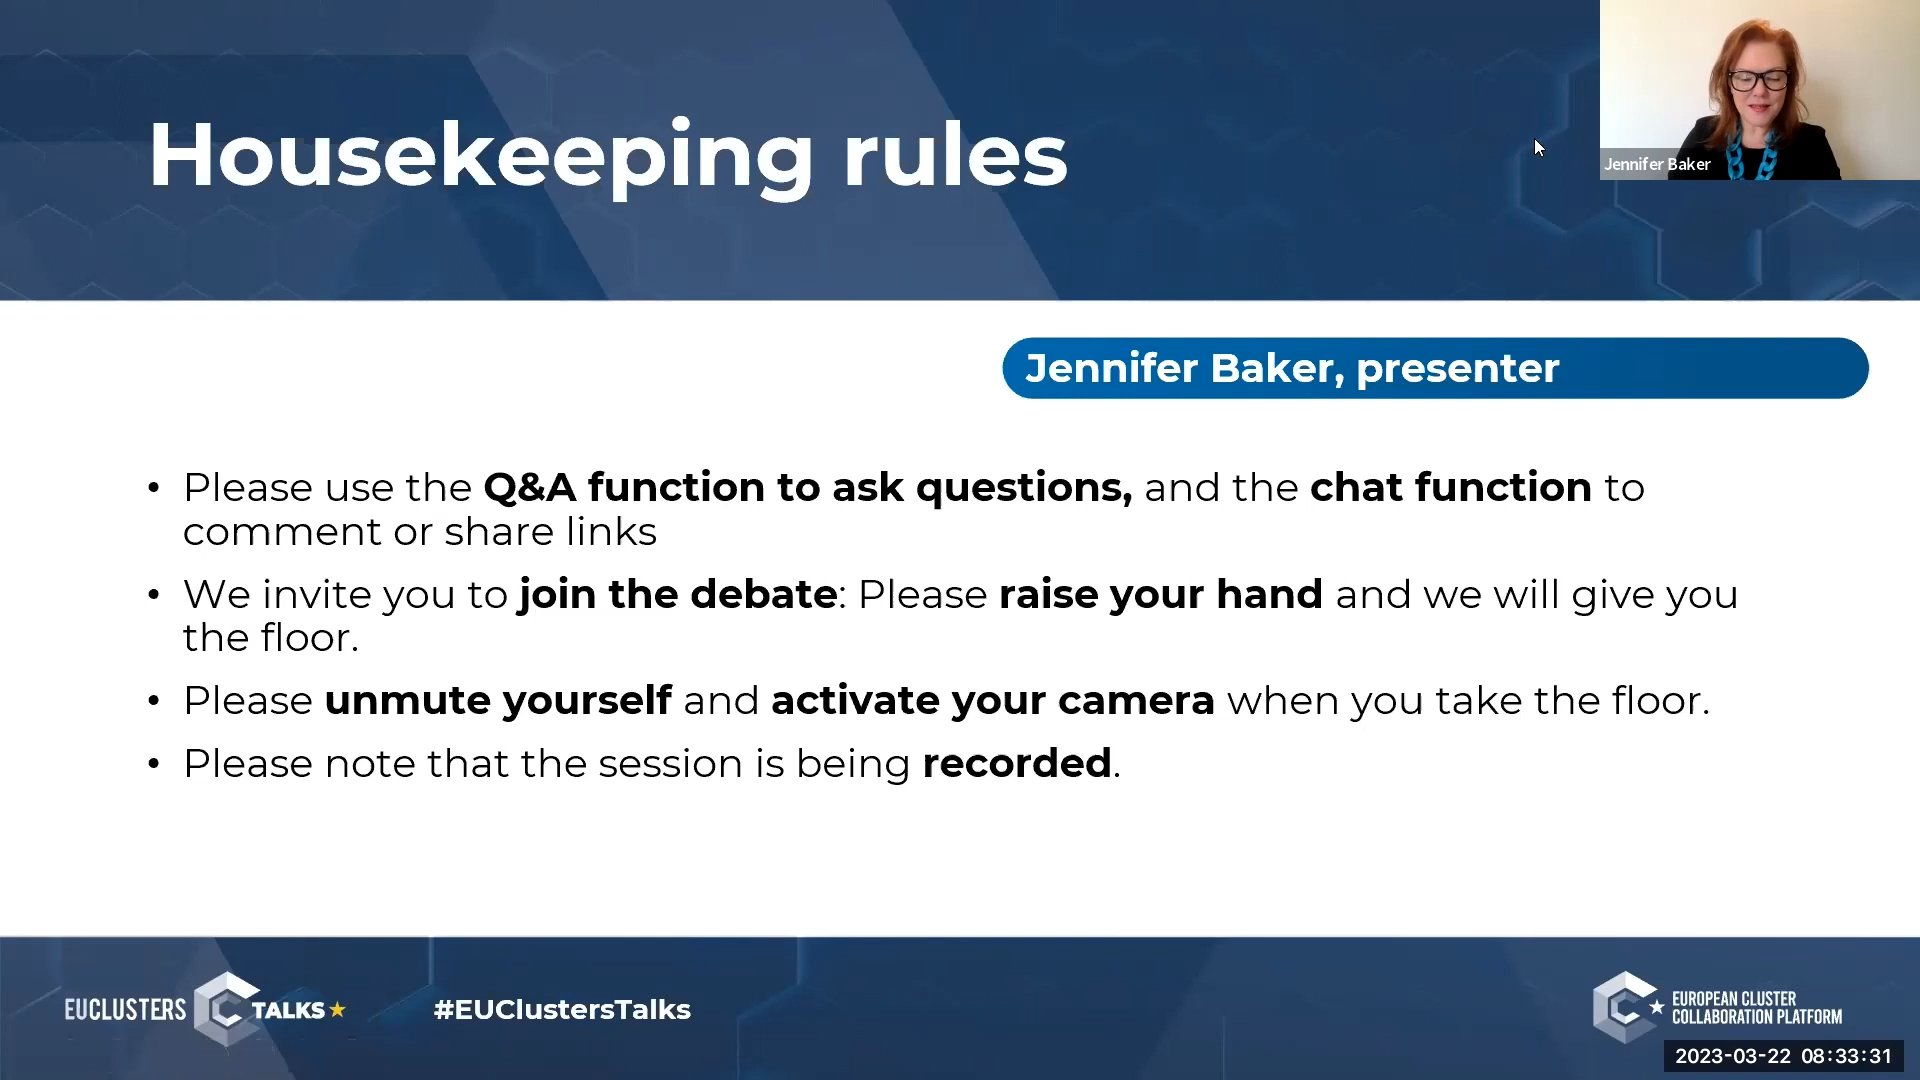 Housekeeping rules
Jennifer Baker
Jennifer Baker, presenter
• Please use the Q&A function to ask questions, and the chat function to
comment or share links
• We invite you to join the debate: Please raise your hand and we will give you
the floor.
• Please unmute yourself and activate your camera when you take the floor.
• Please note that the session is being recorded.
EUCLUSTERS TALKS
#EUClustersTalks
EUROPEAN CLUSTER
COLLABORATION PLATFORM
2023-03-22 08:33:31